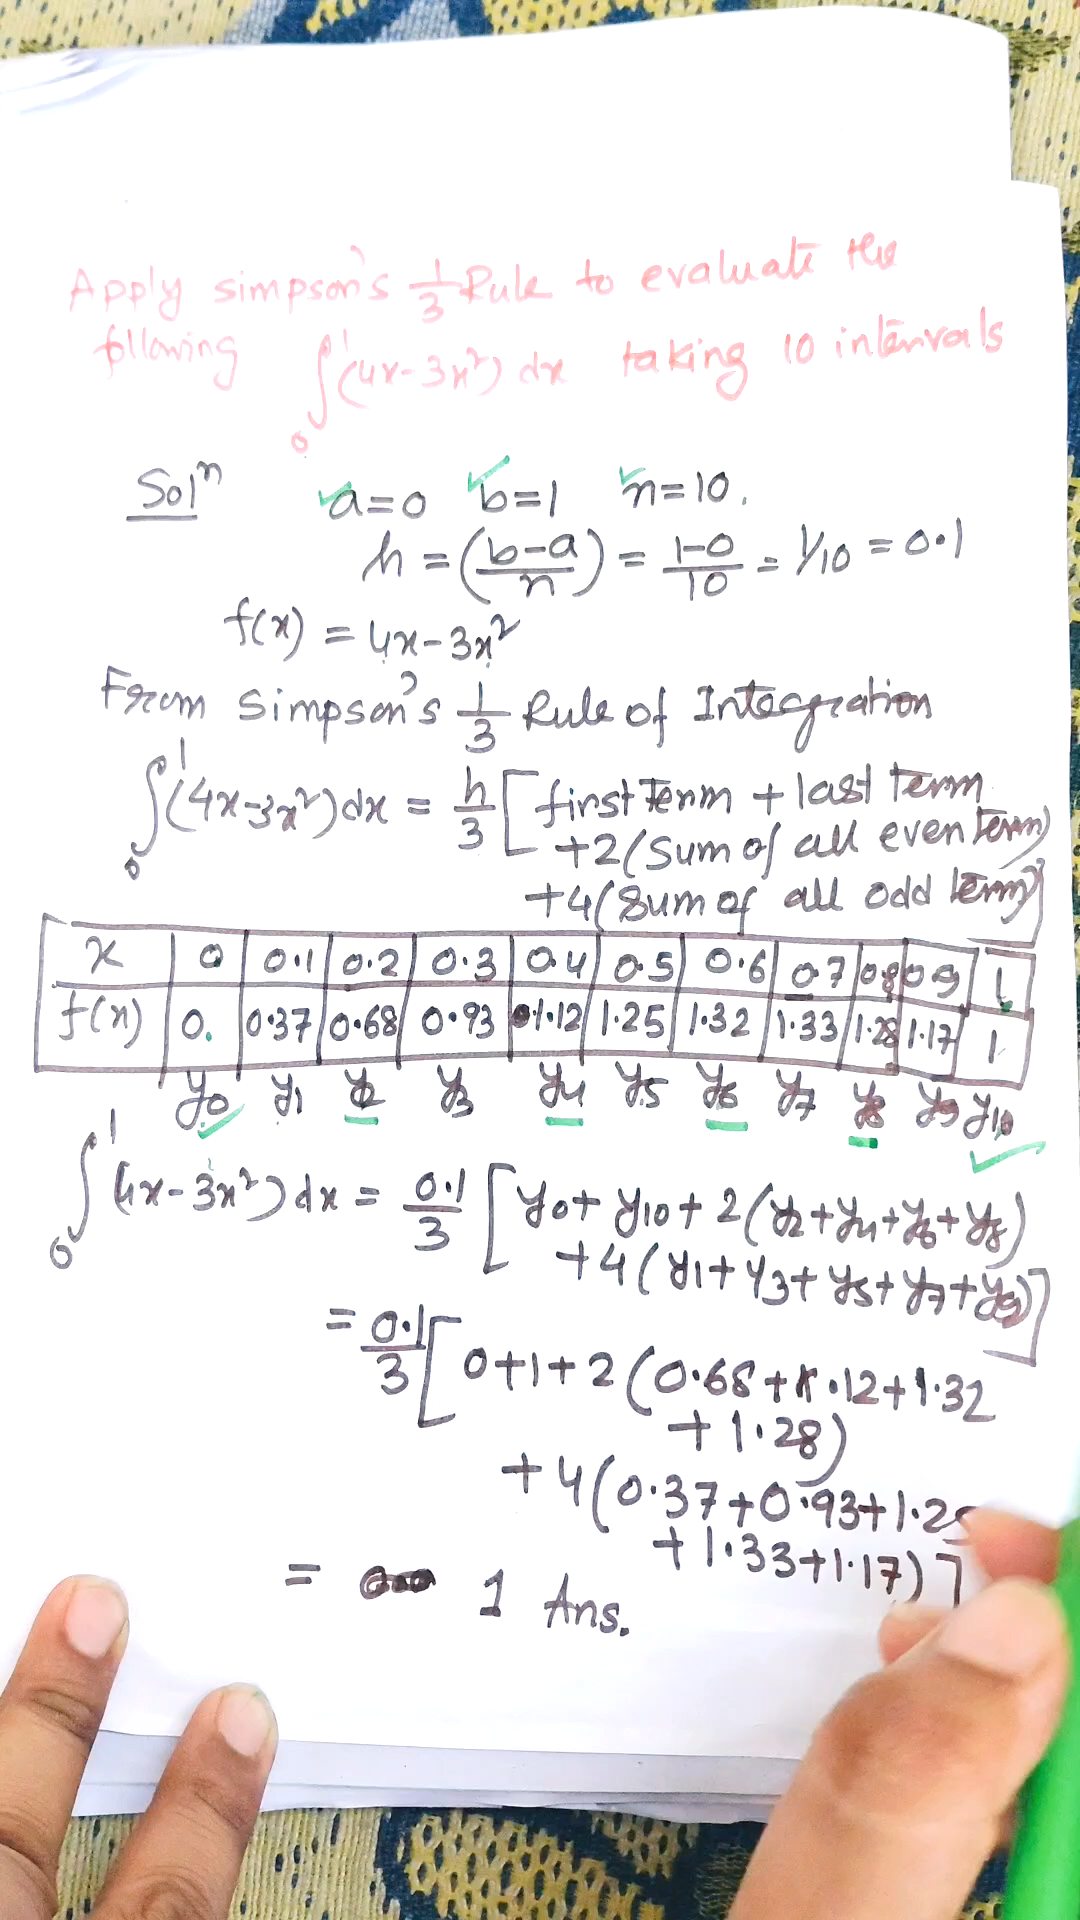 Apply simpson's 1/3 Rule to evaluate the
following ∫₀¹(4x-3x²) dx taking 10 intervals
Solⁿ a=0 b=1 n=10.
h = (b-a/n) = 1-0/10 = 1/10 = 0.1
f(x) = 4x-3x²
From Simpson's 1/3 Rule of Integration
∫₀¹(4x-3x²)dx = h/3 [first Term + last term
+2(Sum of all even term)
+4(Sum of all odd term)]
x 0 0.1 0.2 0.3 0.4 0.5 0.6 0.7 0.8 0.9 1
f(x) 0. 0.37 0.68 0.93 1.12 1.25 1.32 1.33 1.28 1.17 1
y₀ y₁ y₂ y₃ y₄ y₅ y₆ y₇ y₈ y₉ y₁₀
∫₀¹(4x-3x²)dx = 0.1/3 [y₀+y₁₀+2(y₂+y₄+y₆+y₈)
+4(y₁+y₃+y₅+y₇+y₉)]
= 0.1/3 [0+1+2(0.68+1.12+1.32
+1.28)
+4(0.37+0.93+1.2
+1.33+1.17)]
= 1 Ans.